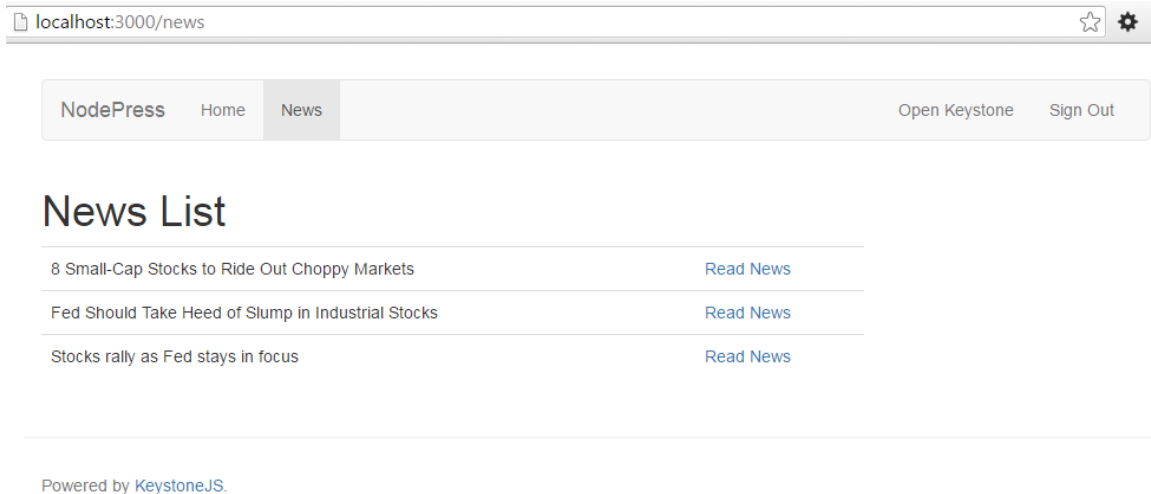 localhost:3000/news
NodePress Home News Open Keystone Sign Out
News List
8 Small-Cap Stocks to Ride Out Choppy Markets Read News
Fed Should Take Heed of Slump in Industrial Stocks Read News
Stocks rally as Fed stays in focus Read News
Powered by KeystoneJS.